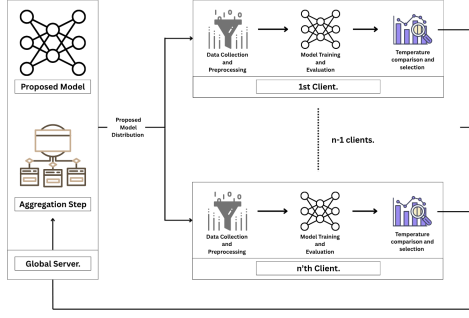 Proposed Model
Aggregation Step
Global Server.
Proposed
Model
Distribution
Data Collection
and
Preprocessing
Model Training
and
Evaluation
Temperature
comparison and
selection
1st Client.
n-1 clients.
Data Collection
and
Preprocessing
Model Training
and
Evaluation
Temperature
comparison and
selection
n'th Client.